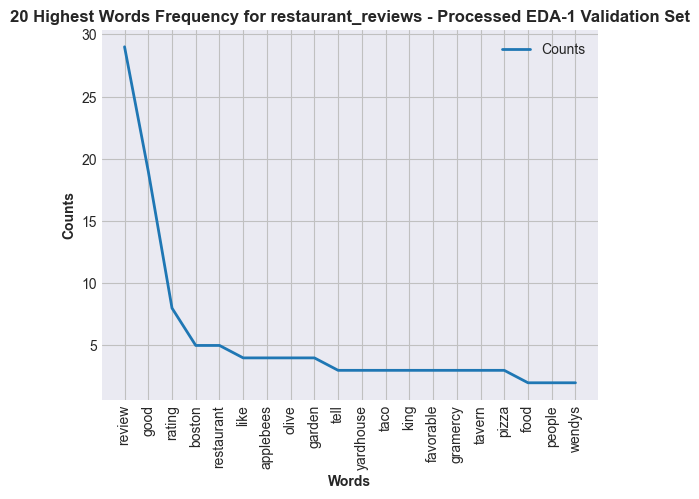 20 Highest Words Frequency for restaurant_reviews - Processed EDA-1 Validation Set
Counts
30
25
20
15
10
5
Counts
review
good
rating
boston
restaurant
like
applebees
olive
garden
tell
yardhouse
taco
king
favorable
gramercy
tavern
pizza
food
people
wendys
Words